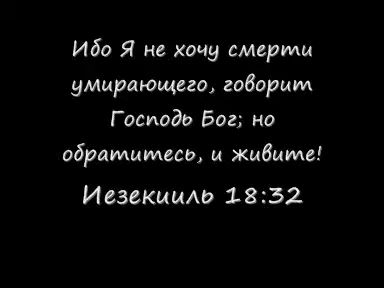 Ибо Я не хочу смерти
умирающего, говорит
Господь Бог; но
обратитесь, и живите!
Иезекииль 18:32